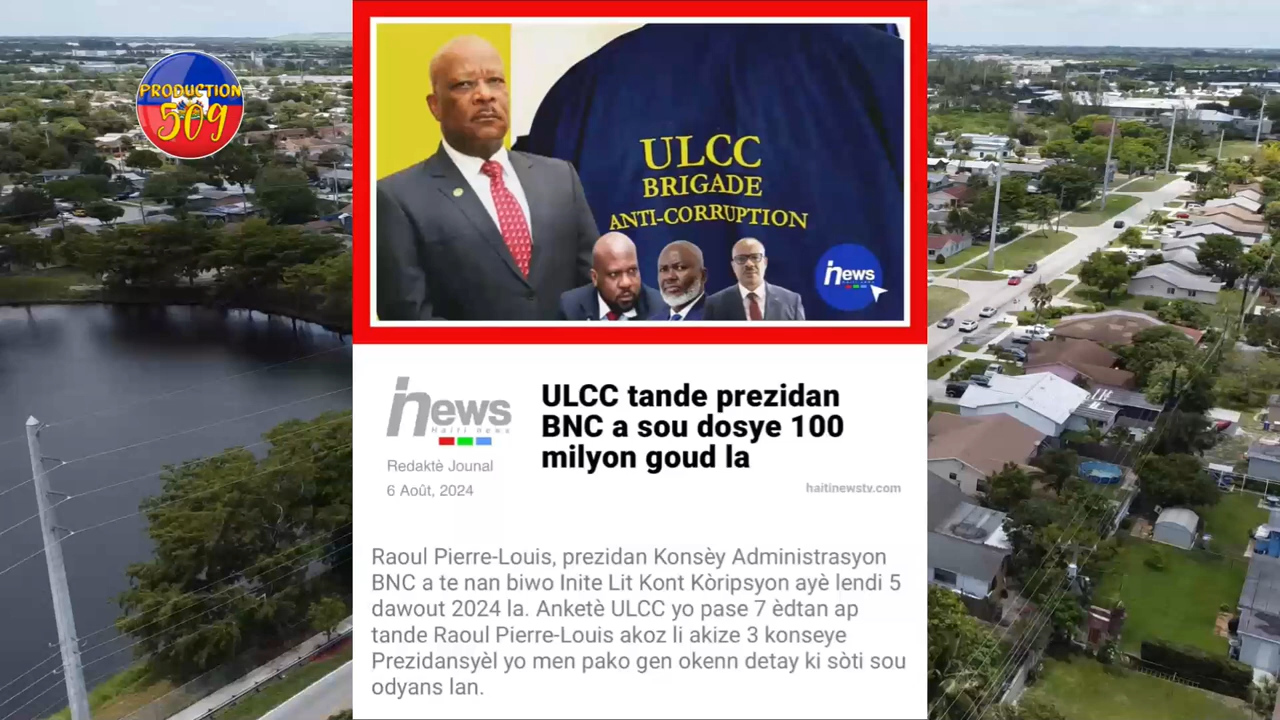 PRODUCTION
509
ULCC
BRIGADE
ANTI-CORRUPTION
news
news
Haiti news
ULCC tande prezidan
BNC a sou dosye 100
milyon goud la
Redaktè Jounal
6 Août, 2024
haitinewstv.com
Raoul Pierre-Louis, prezidan Konsèy Administrasyon
BNC a te nan biwo Inite Lit Kont Kòripsyon ayè lendi 5
dawout 2024 la. Anketè ULCC yo pase 7 èdtan ap
tande Raoul Pierre-Louis akoz li akize 3 konseye
Prezidansyèl yo men pako gen okenn detay ki sòti sou
odyans lan.